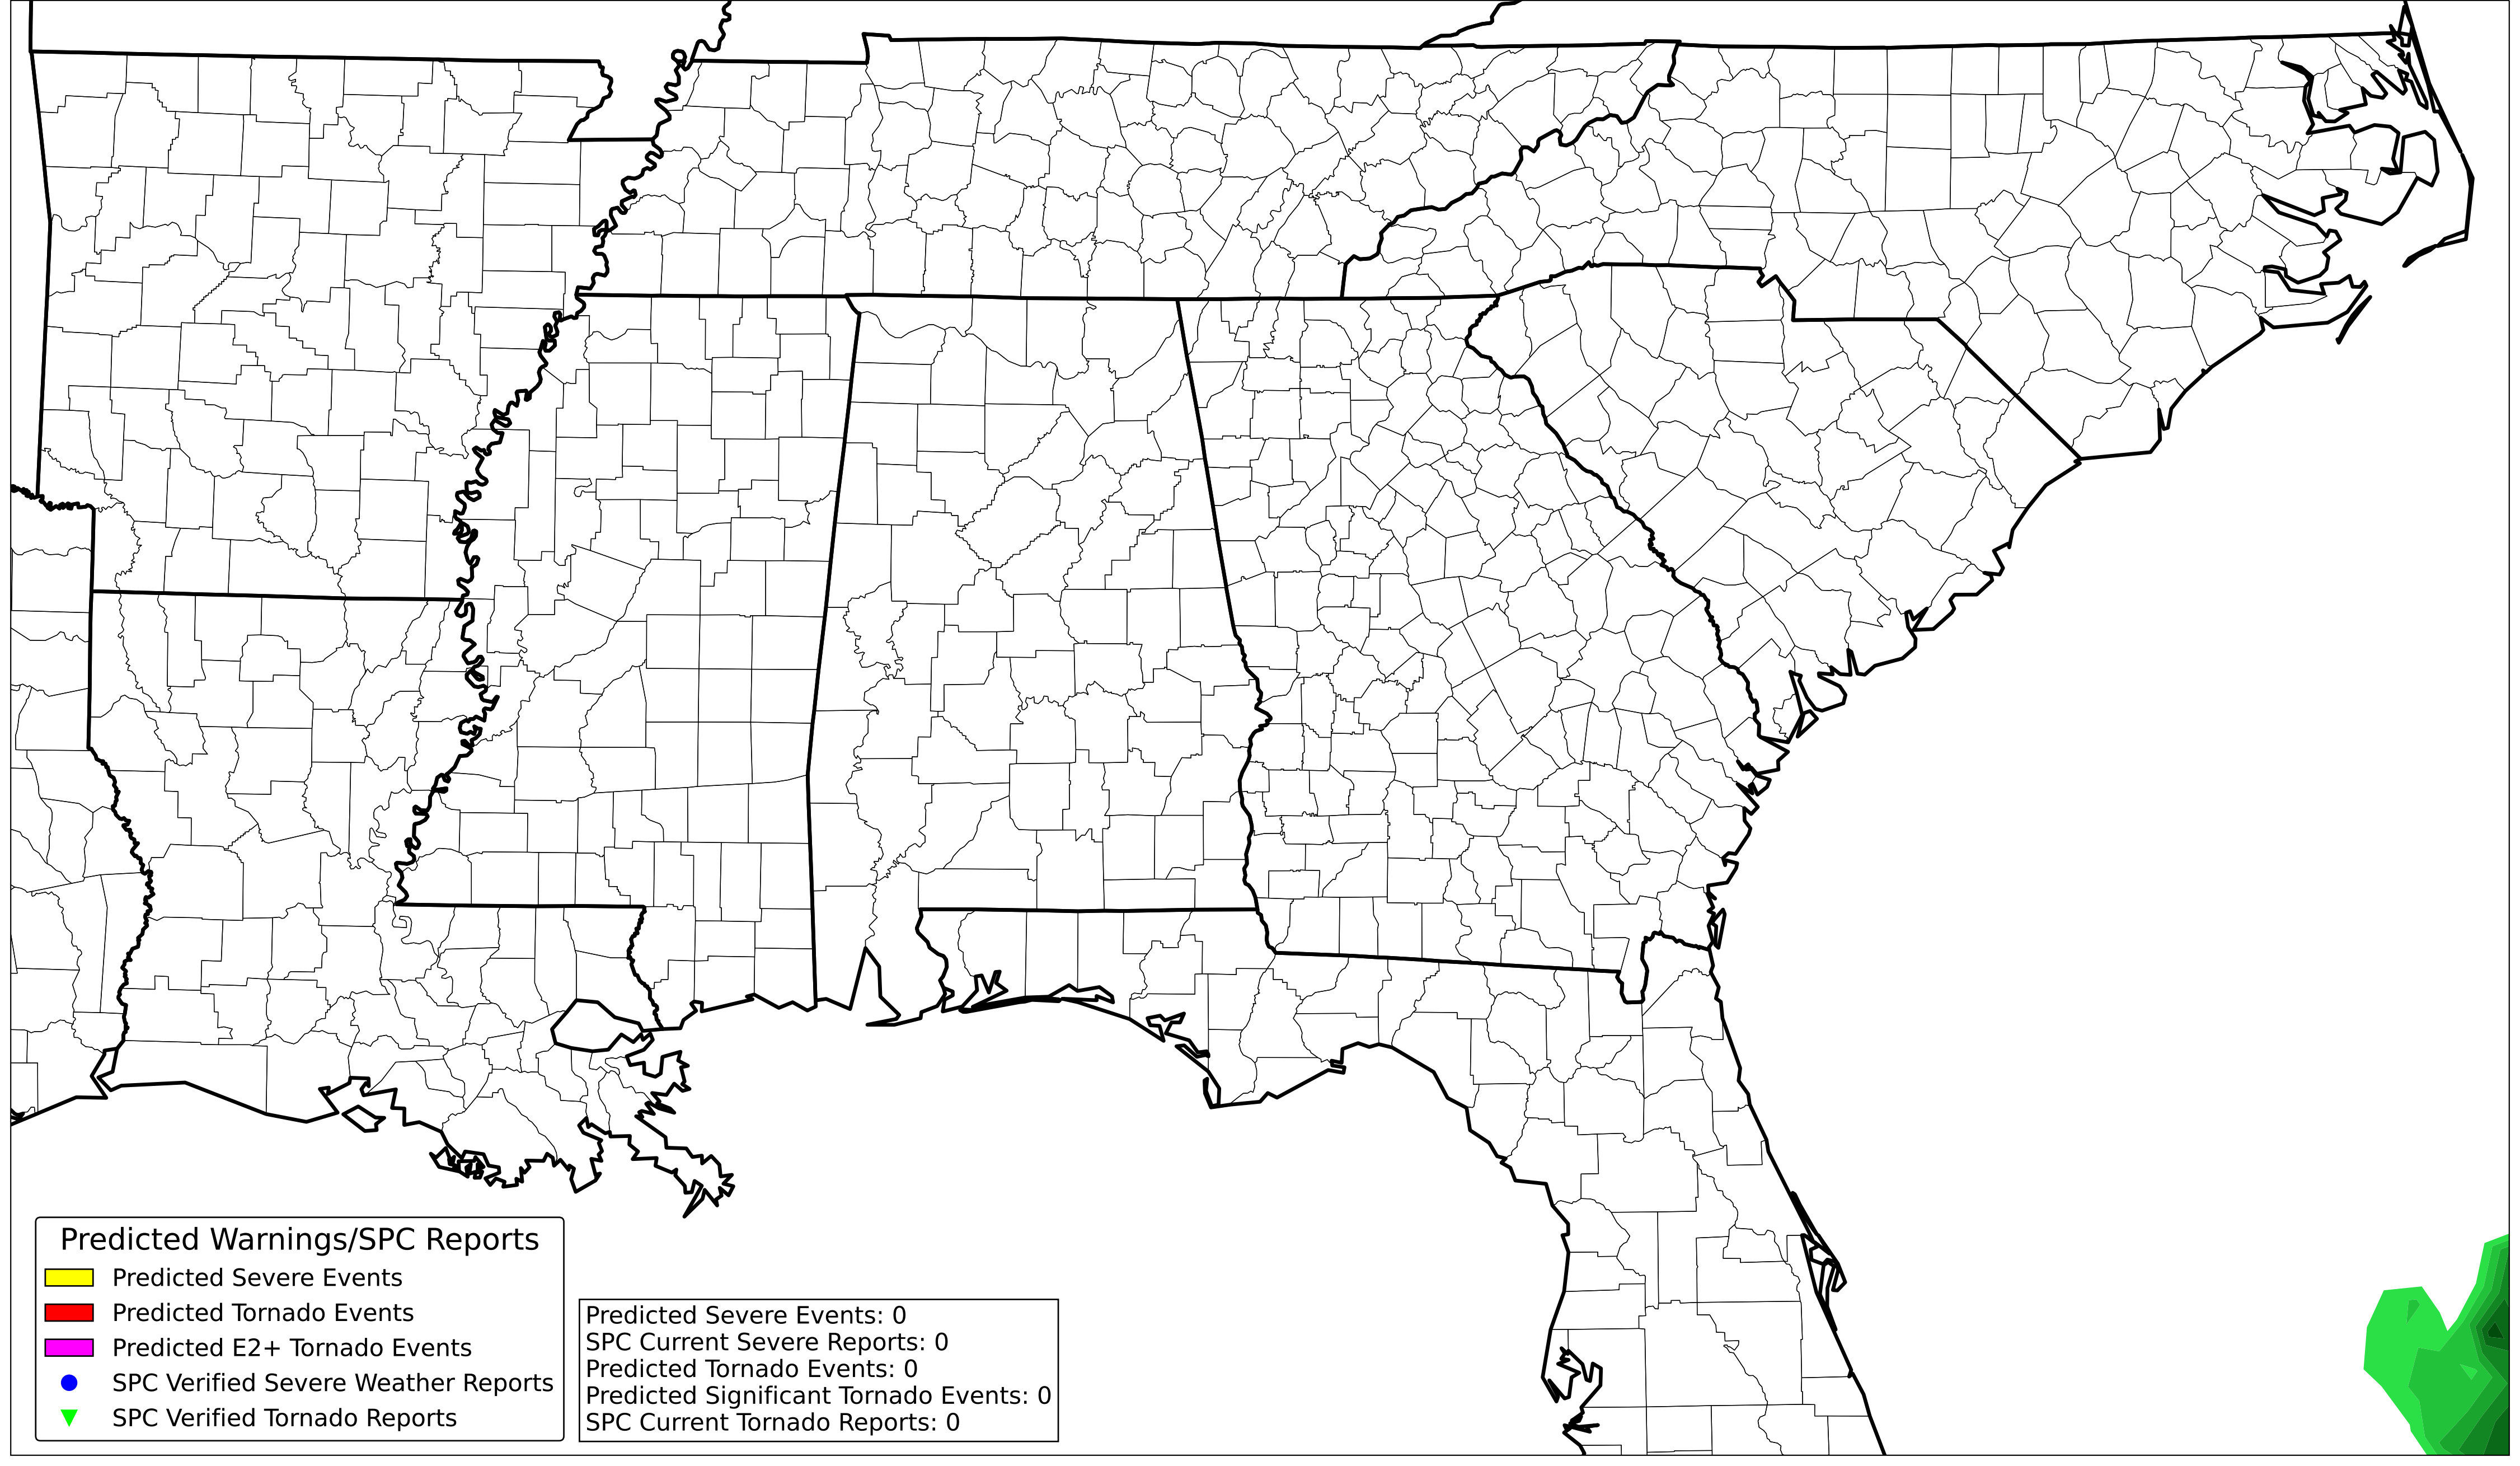 Predicted Warnings/SPC Reports
Predicted Severe Events
Predicted Tornado Events
Predicted E2+ Tornado Events
SPC Verified Severe Weather Reports
SPC Verified Tornado Reports
Predicted Severe Events: 0
SPC Current Severe Reports: 0
Predicted Tornado Events: 0
Predicted Significant Tornado Events: 0
SPC Current Tornado Reports: 0